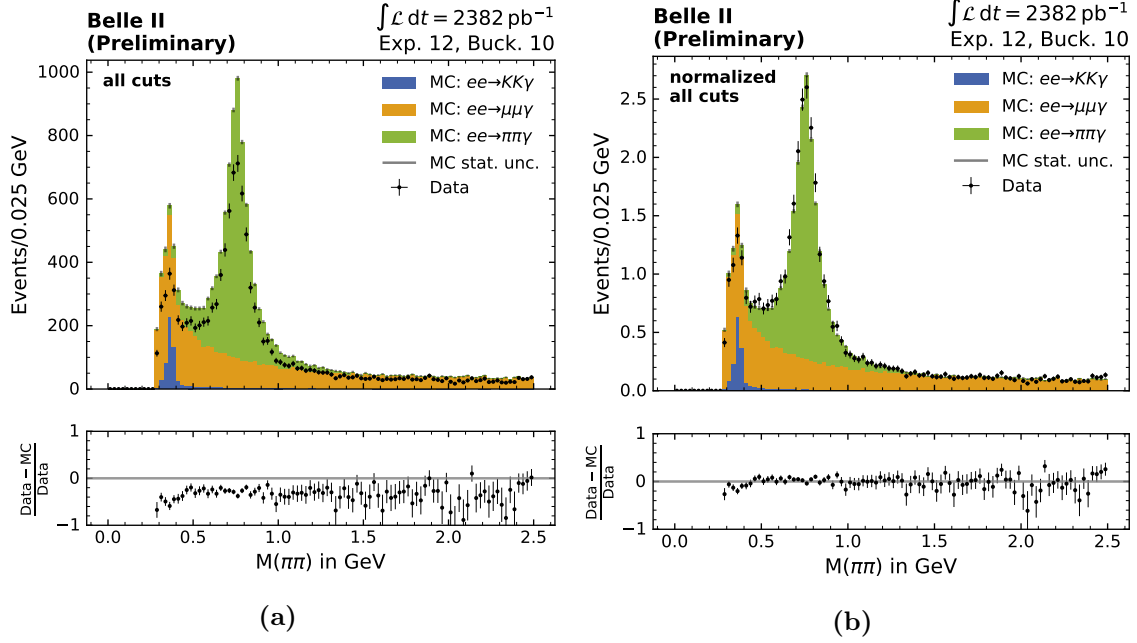 Belle II
(Preliminary)
∫ℒ dt = 2382 pb⁻¹
Exp. 12, Buck. 10
all cuts
MC: ee→KKγ
MC: ee→μμγ
MC: ee→ππγ
MC stat. unc.
Data
Events/0.025 GeV
1000
800
600
400
200
0
Data − MC
Data
1
0
−1
0.0 0.5 1.0 1.5 2.0 2.5
M(ππ) in GeV
(a)
Belle II
(Preliminary)
∫ℒ dt = 2382 pb⁻¹
Exp. 12, Buck. 10
normalized
all cuts
MC: ee→KKγ
MC: ee→μμγ
MC: ee→ππγ
MC stat. unc.
Data
Events/0.025 GeV
2.5
2.0
1.5
1.0
0.5
0.0
Data − MC
Data
1
0
−1
0.0 0.5 1.0 1.5 2.0 2.5
M(ππ) in GeV
(b)